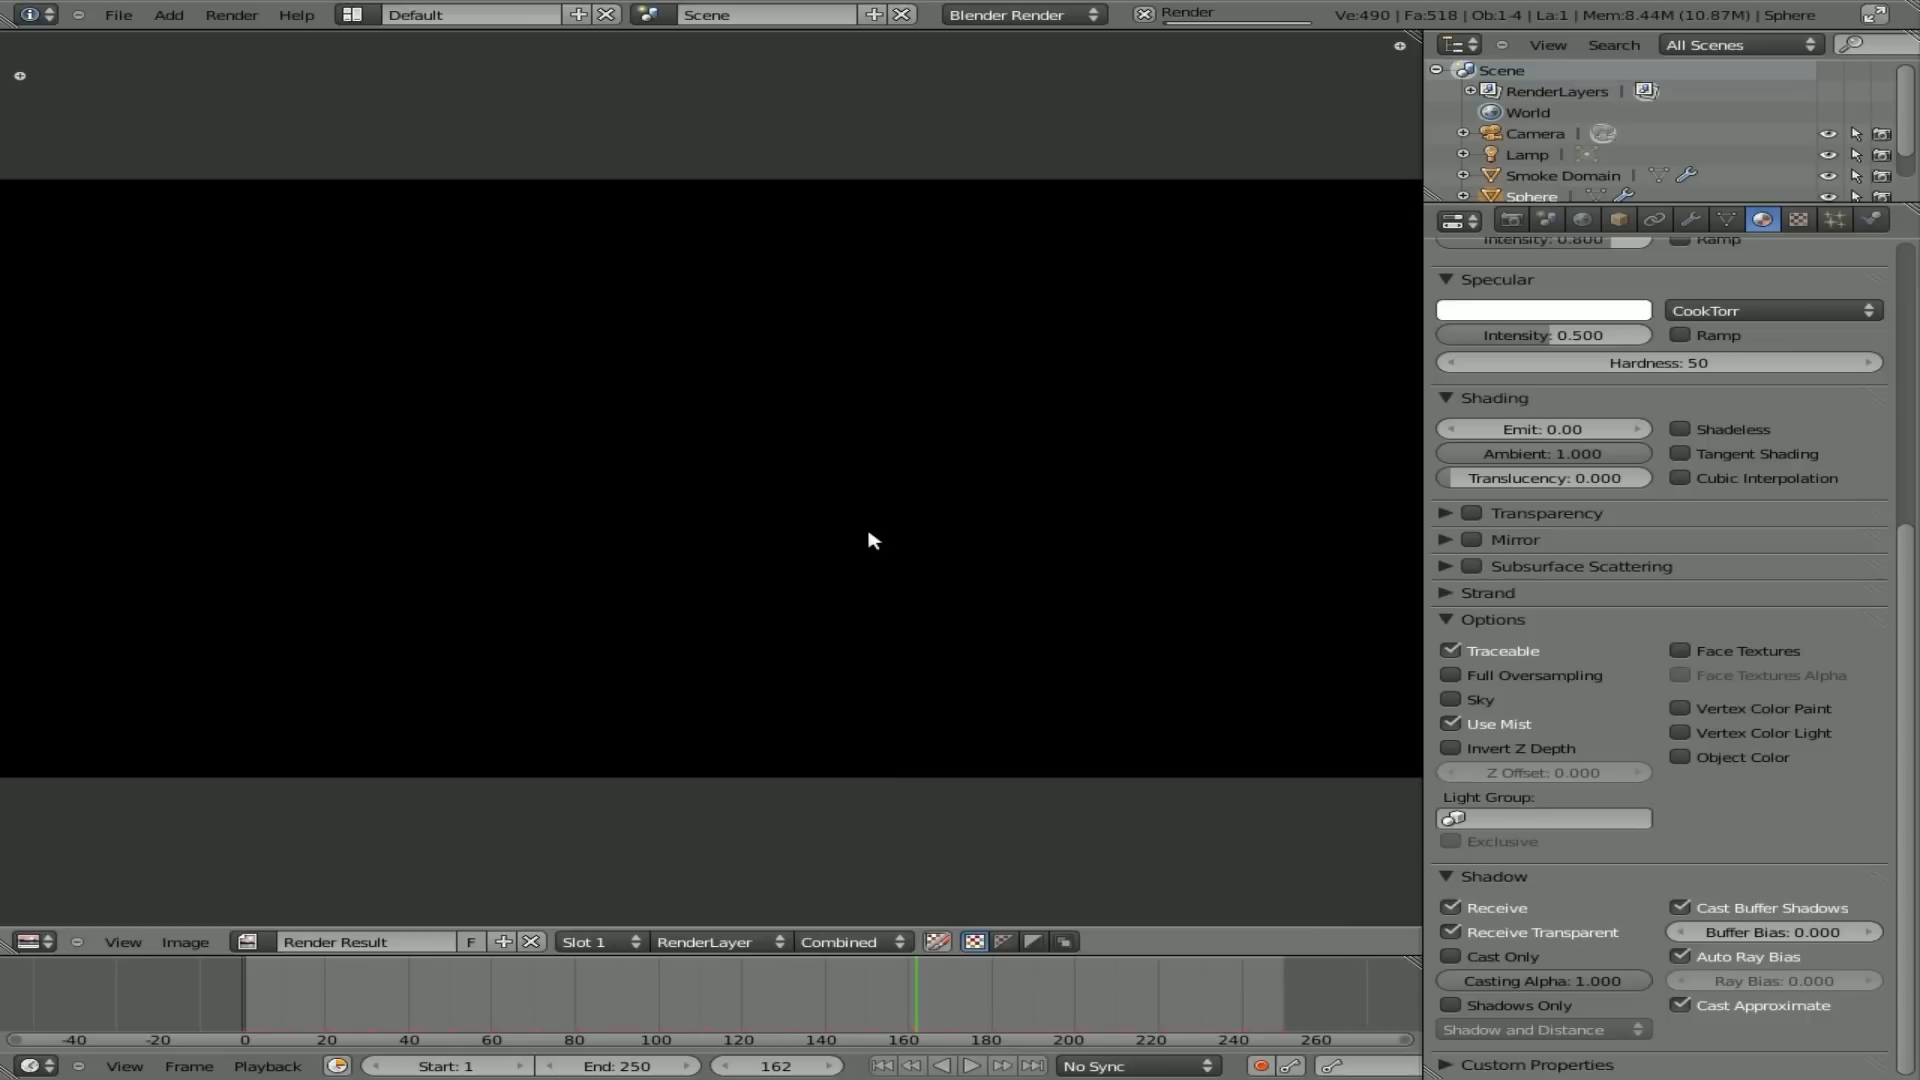 File Add Render Help Default Scene Blender Render Render Ve:490 | Fa:518 | Ob:1-4 | La:1 | Mem:8.44M (10.87M) | Sphere
View Search All Scenes
Scene
RenderLayers
World
Camera
Lamp
Smoke Domain
Sphere
Intensity: 0.800 Ramp
Specular
CookTorr
Intensity: 0.500 Ramp
Hardness: 50
Shading
Emit: 0.00 Shadeless
Ambient: 1.000 Tangent Shading
Translucency: 0.000 Cubic Interpolation
Transparency
Mirror
Subsurface Scattering
Strand
Options
Traceable Face Textures
Full Oversampling Face Textures Alpha
Sky Vertex Color Paint
Use Mist Vertex Color Light
Invert Z Depth Object Color
Z Offset: 0.000
Light Group:
Exclusive
Shadow
Receive Cast Buffer Shadows
Receive Transparent Buffer Bias: 0.000
Cast Only Auto Ray Bias
Casting Alpha: 1.000 Ray Bias: 0.000
Shadows Only Cast Approximate
Shadow and Distance
Custom Properties
View Image Render Result F Slot 1 RenderLayer Combined
-40 -20 0 20 40 60 80 100 120 140 160 180 200 220 240 260
View Frame Playback Start: 1 End: 250 162 No Sync